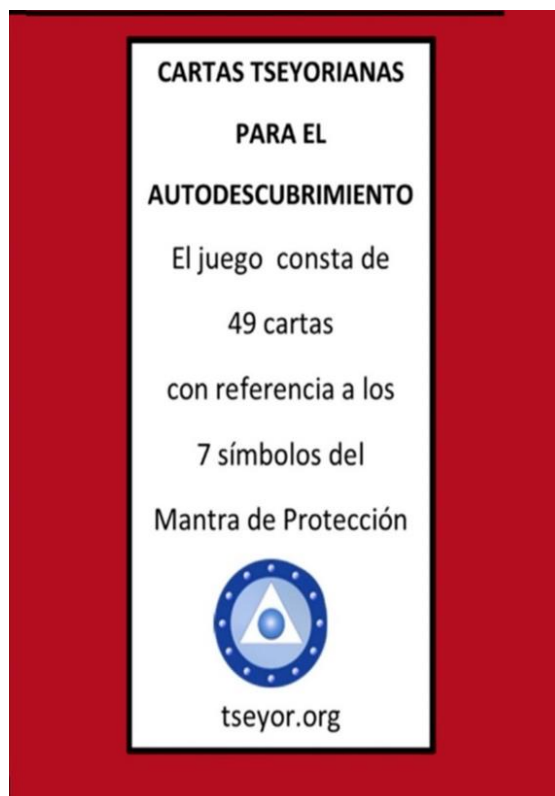 CARTAS TSEYORIANAS
PARA EL
AUTODESCUBRIMIENTO
El juego consta de
49 cartas
con referencia a los
7 símbolos del
Mantra de Protección
tseyor.org